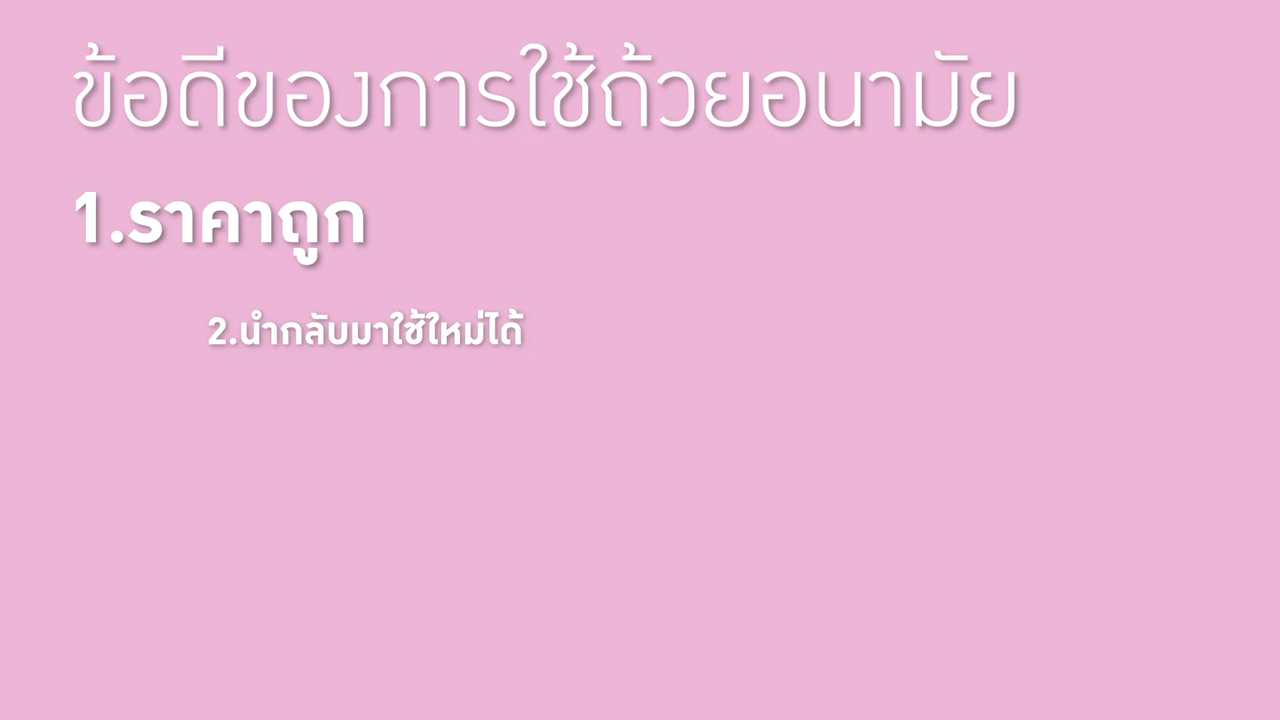 ข้อดีของการใช้ถ้วยอนามัย
1.ราคาถูก
2.นำกลับมาใช้ใหม่ได้